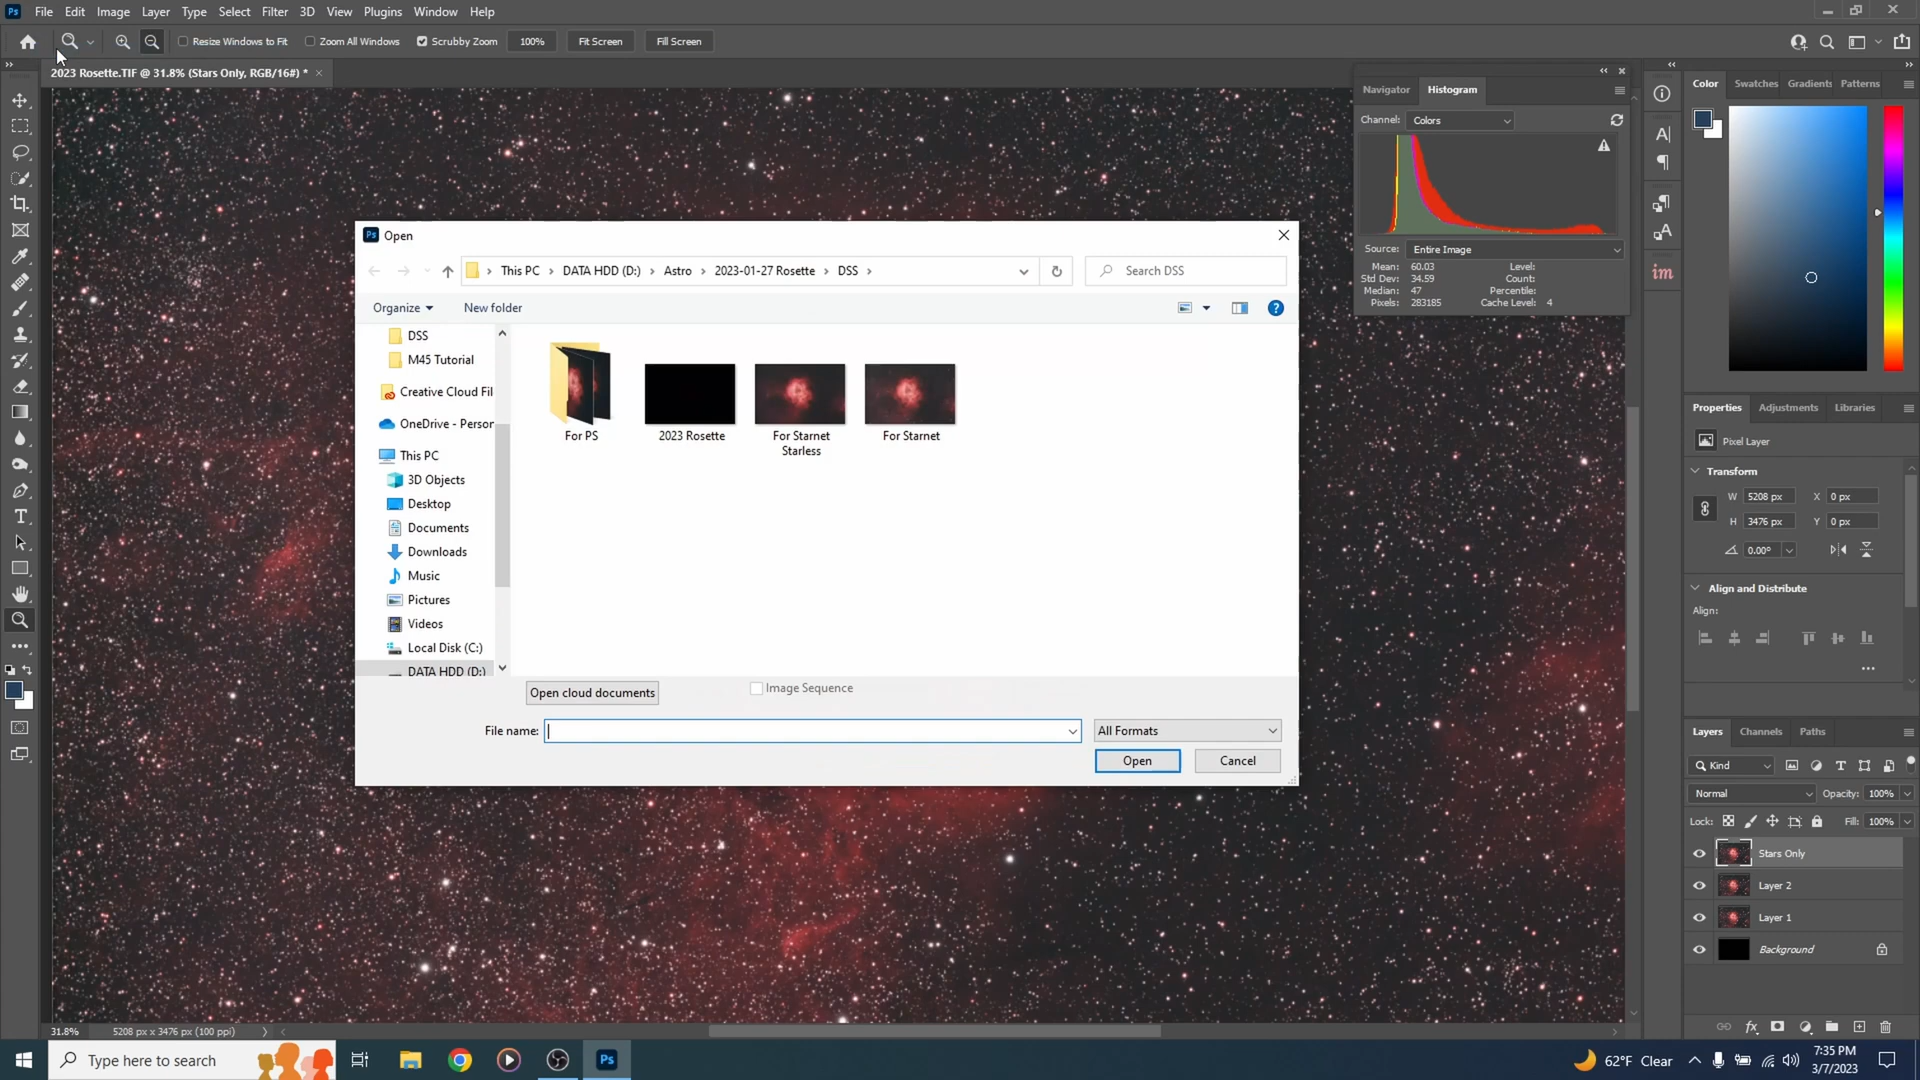 Ps File Edit Image Layer Type Select Filter 3D View Plugins Window Help
Resize Windows to Fit Zoom All Windows Scrubby Zoom 100% Fit Screen Fill Screen
2023 Rosette.TIF @ 31.8% (Stars Only, RGB/16#) * ×
Navigator Histogram
Channel: Colors
Source: Entire Image
Mean: 60.03 Level:
Std Dev: 34.59 Count:
Median: 47 Percentile:
Pixels: 283185 Cache Level: 4
Color Swatches Gradients Patterns
Ps Open
This PC > DATA HDD (D:) > Astro > 2023-01-27 Rosette > DSS >
Search DSS
Organize New folder
DSS
M45 Tutorial
Creative Cloud Fil
OneDrive - Person
This PC
3D Objects
Desktop
Documents
Downloads
Music
Pictures
Videos
Local Disk (C:)
DATA HDD (D:)
For PS
2023 Rosette
For Starnet
Starless
For Starnet
Open cloud documents
Image Sequence
File name:
All Formats
Open Cancel
Properties Adjustments Libraries
Pixel Layer
Transform
W 5208 px X 0 px
H 3476 px Y 0 px
0.00°
Align and Distribute
Align:
Layers Channels Paths
Kind
Normal Opacity: 100%
Lock: Fill: 100%
Stars Only
Layer 2
Layer 1
Background
31.8% 5208 px x 3476 px (100 ppi)
Type here to search
Ps
62°F Clear
7:35 PM
3/7/2023